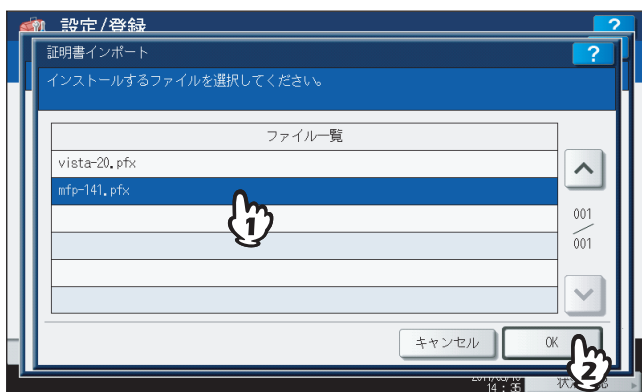 設定/登録
?
証明書インポート
?
インストールするファイルを選択してください。
ファイル一覧
vista-20.pfx
mfp-141.pfx
1
001
001
キャンセル
OK
2
14 : 35